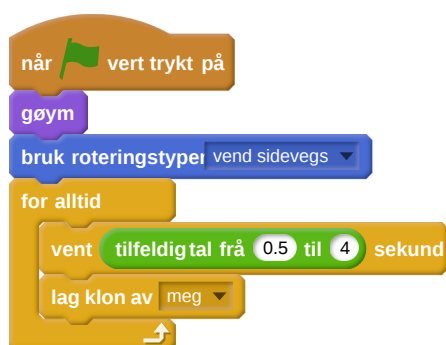 når vert trykt på
gøym
bruk roteringstypen vend sidevegs
for alltid
vent tilfeldig tal frå 0.5 til 4 sekund
lag klon av meg